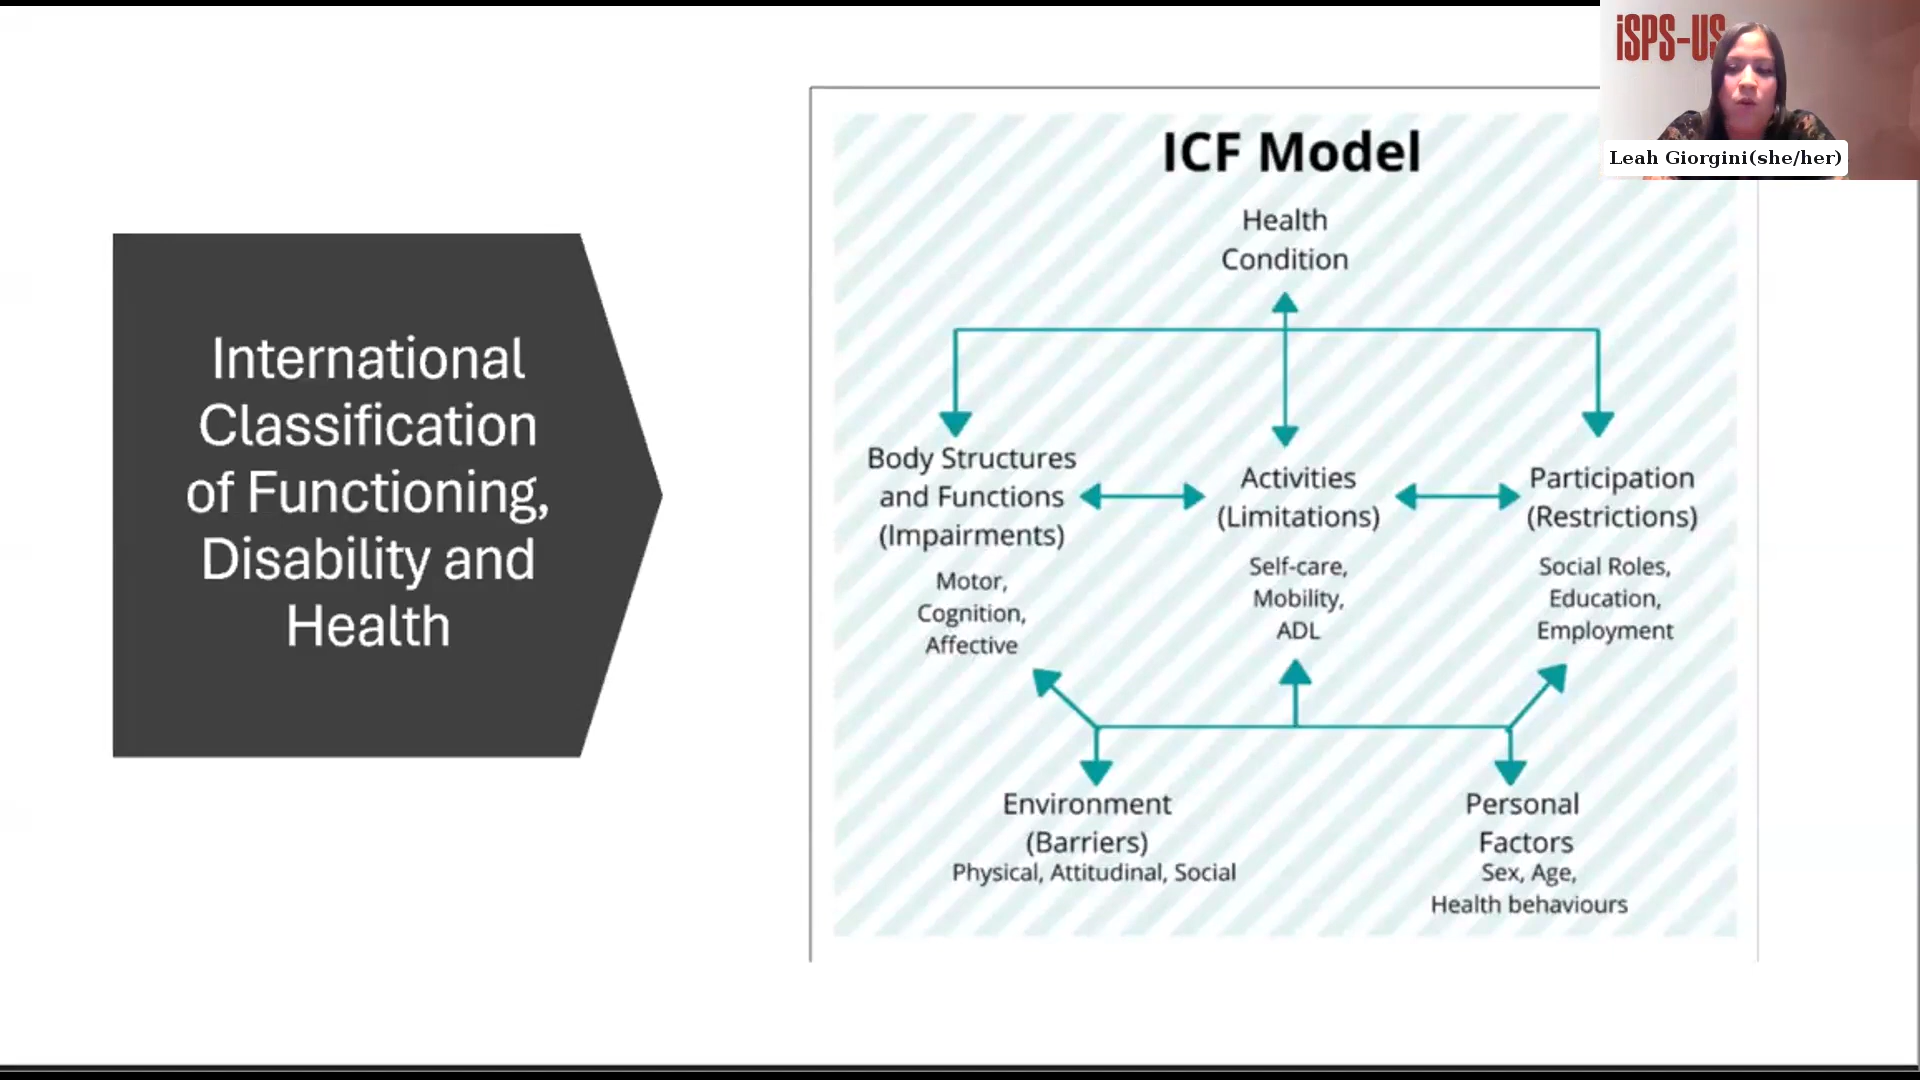 International
Classification
of Functioning,
Disability and
Health
ICF Model
Health
Condition
Body Structures
and Functions
(Impairments)
Motor,
Cognition,
Affective
Activities
(Limitations)
Self-care,
Mobility,
ADL
Participation
(Restrictions)
Social Roles,
Education,
Employment
Environment
(Barriers)
Physical, Attitudinal, Social
Personal
Factors
Sex, Age,
Health behaviours
iSPS-US
Leah Giorgini(she/her)